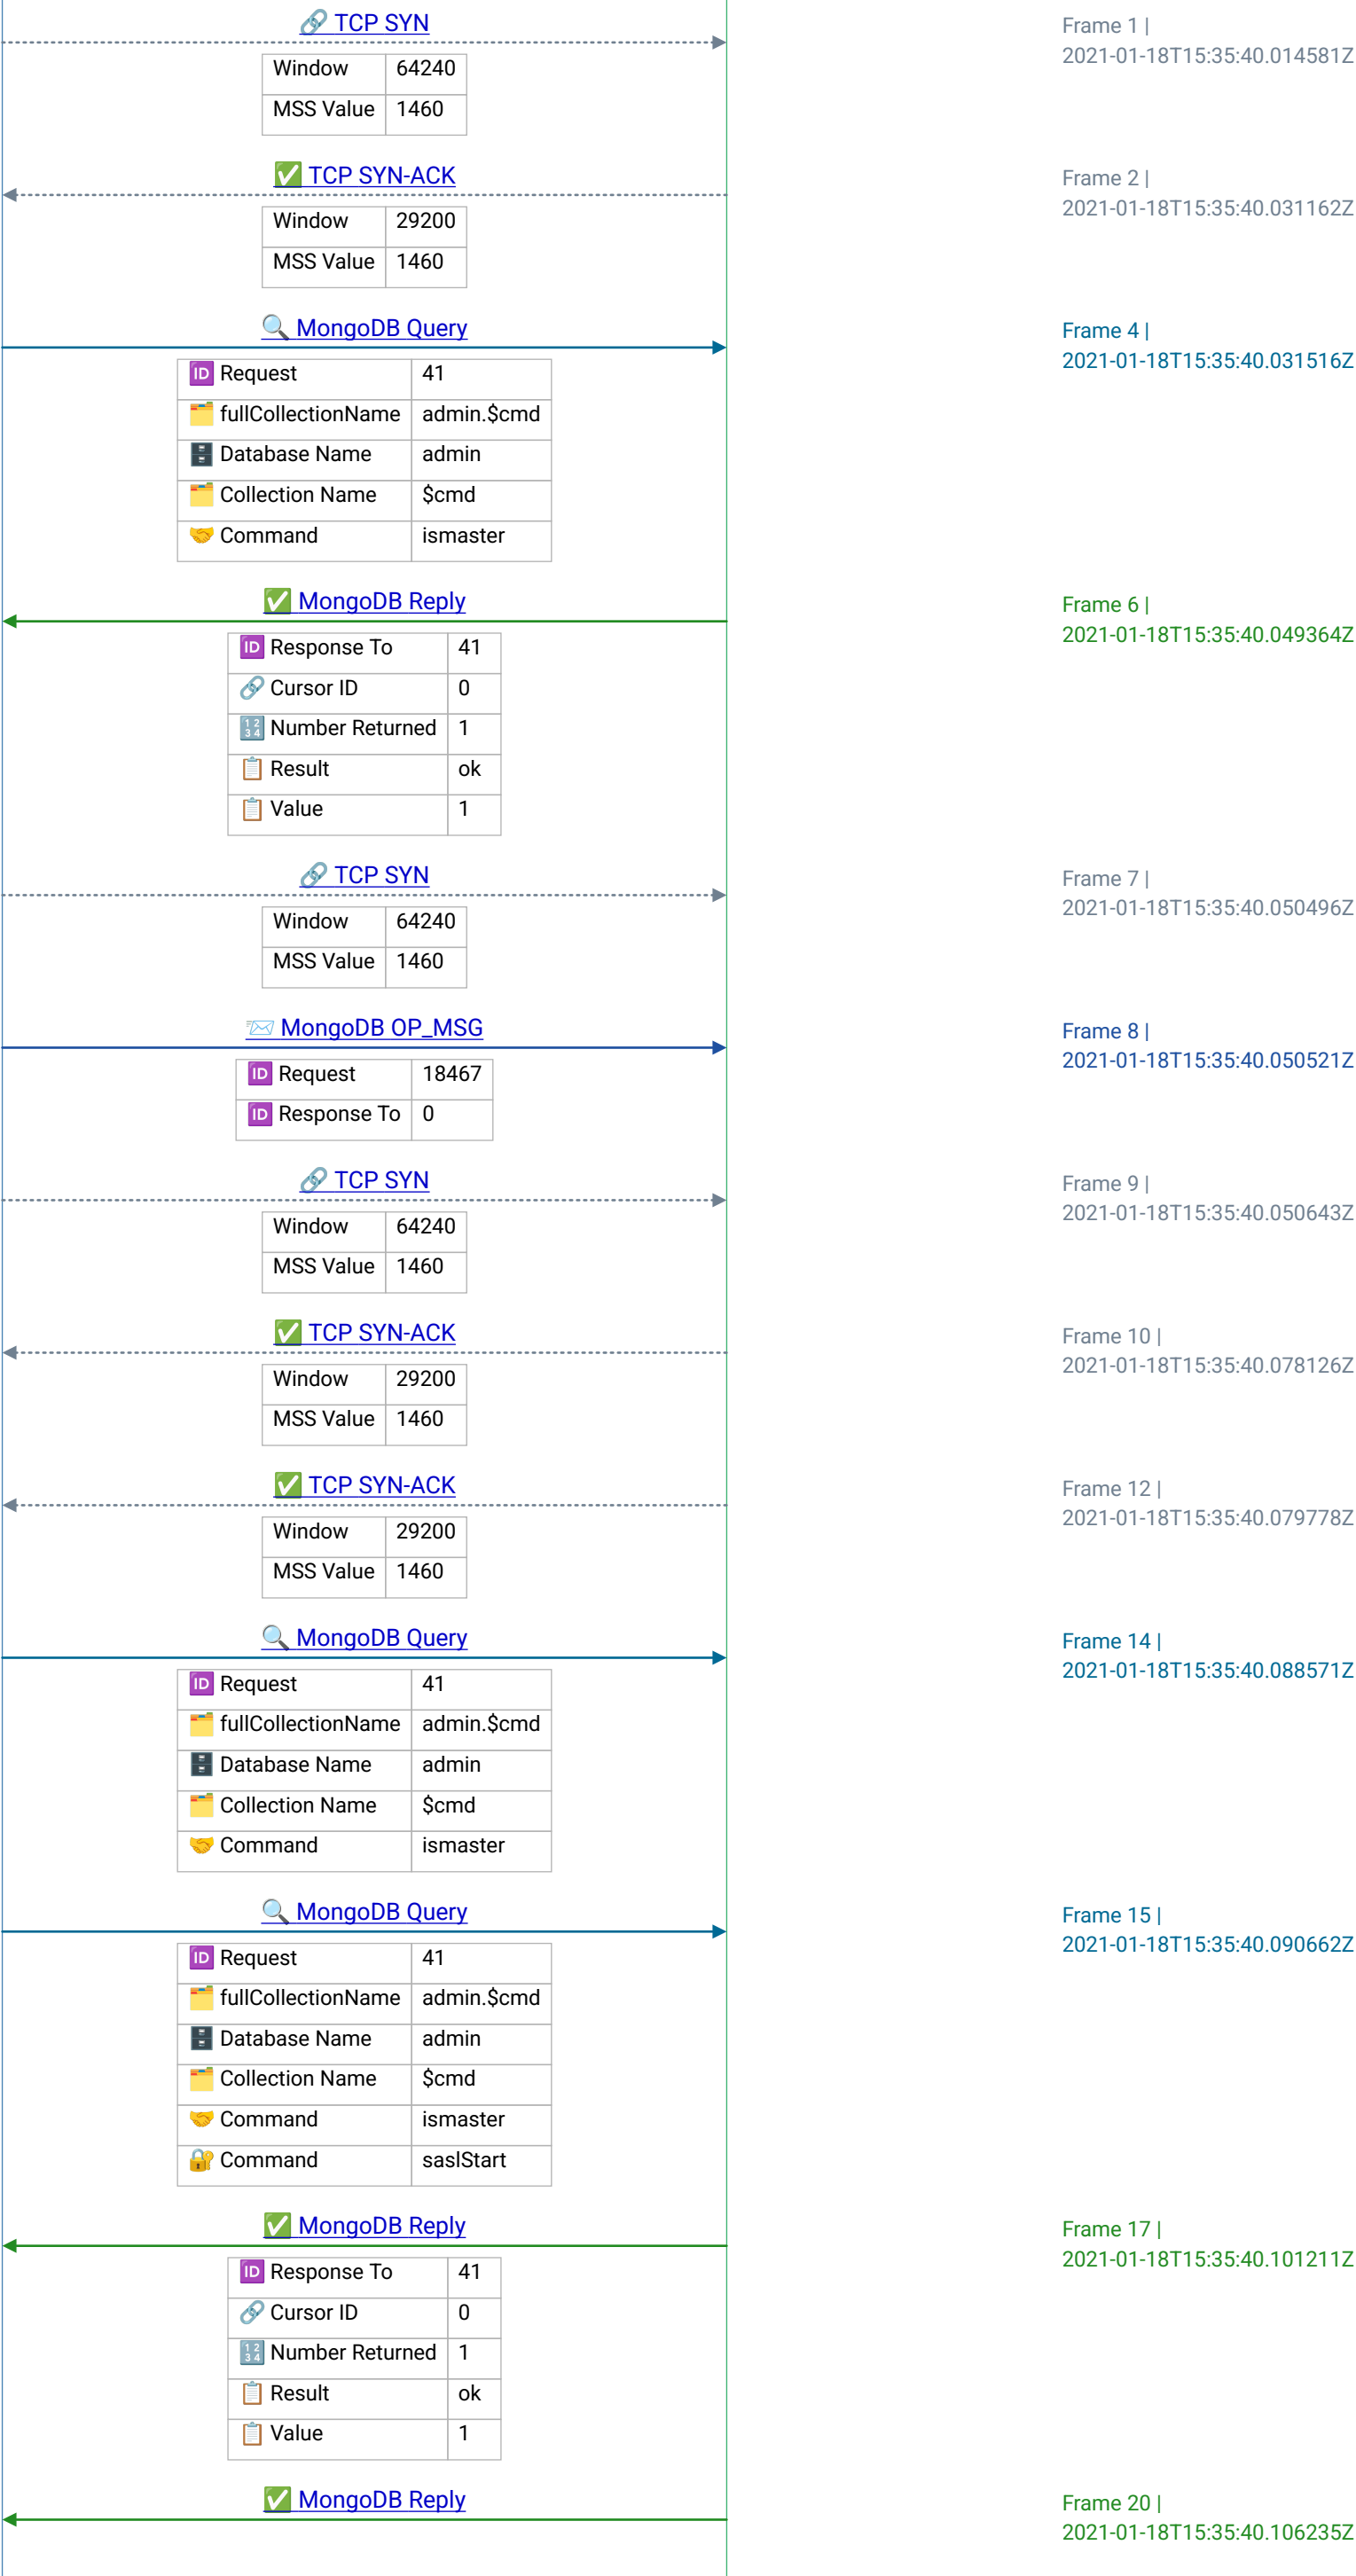 🔗 TCP SYN
Frame 1 |
2021-01-18T15:35:40.014581Z
Window 64240
MSS Value 1460
✅ TCP SYN-ACK
Frame 2 |
2021-01-18T15:35:40.031162Z
Window 29200
MSS Value 1460
🔍 MongoDB Query
Frame 4 |
2021-01-18T15:35:40.031516Z
🆔 Request 41
🗂️ fullCollectionName admin.$cmd
🗄️ Database Name admin
🗂️ Collection Name $cmd
🤝 Command ismaster
✅ MongoDB Reply
Frame 6 |
2021-01-18T15:35:40.049364Z
🆔 Response To 41
🔗 Cursor ID 0
🔢 Number Returned 1
📋 Result ok
📋 Value 1
🔗 TCP SYN
Frame 7 |
2021-01-18T15:35:40.050496Z
Window 64240
MSS Value 1460
📨 MongoDB OP_MSG
Frame 8 |
2021-01-18T15:35:40.050521Z
🆔 Request 18467
🆔 Response To 0
🔗 TCP SYN
Frame 9 |
2021-01-18T15:35:40.050643Z
Window 64240
MSS Value 1460
✅ TCP SYN-ACK
Frame 10 |
2021-01-18T15:35:40.078126Z
Window 29200
MSS Value 1460
✅ TCP SYN-ACK
Frame 12 |
2021-01-18T15:35:40.079778Z
Window 29200
MSS Value 1460
🔍 MongoDB Query
Frame 14 |
2021-01-18T15:35:40.088571Z
🆔 Request 41
🗂️ fullCollectionName admin.$cmd
🗄️ Database Name admin
🗂️ Collection Name $cmd
🤝 Command ismaster
🔍 MongoDB Query
Frame 15 |
2021-01-18T15:35:40.090662Z
🆔 Request 41
🗂️ fullCollectionName admin.$cmd
🗄️ Database Name admin
🗂️ Collection Name $cmd
🤝 Command ismaster
🔐 Command saslStart
✅ MongoDB Reply
Frame 17 |
2021-01-18T15:35:40.101211Z
🆔 Response To 41
🔗 Cursor ID 0
🔢 Number Returned 1
📋 Result ok
📋 Value 1
✅ MongoDB Reply
Frame 20 |
2021-01-18T15:35:40.106235Z